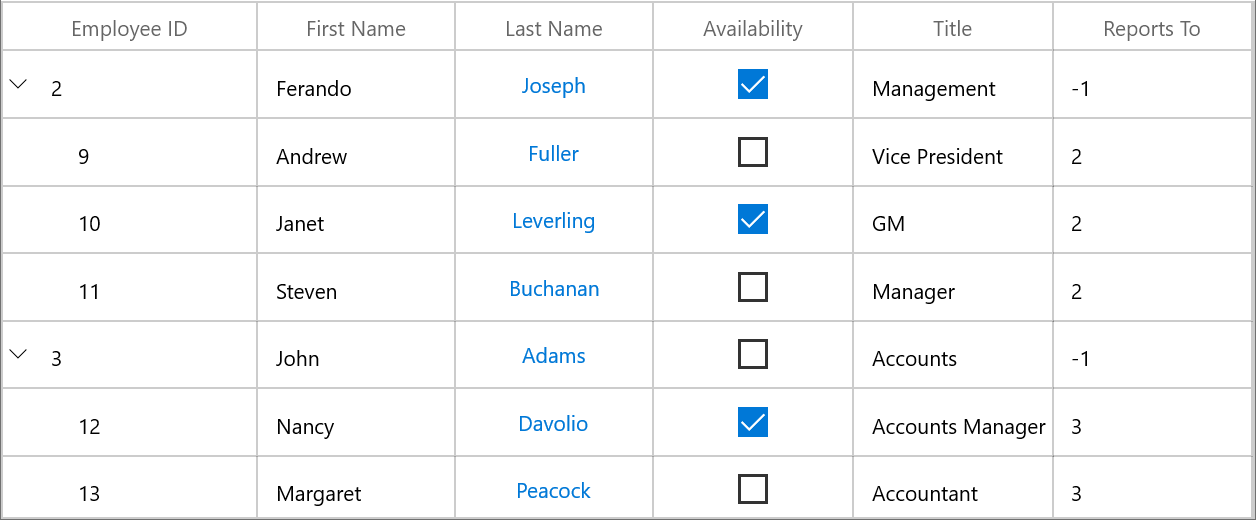 Employee ID First Name Last Name Availability Title Reports To
2 Ferando Joseph Management -1
9 Andrew Fuller Vice President 2
10 Janet Leverling GM 2
11 Steven Buchanan Manager 2
3 John Adams Accounts -1
12 Nancy Davolio Accounts Manager 3
13 Margaret Peacock Accountant 3